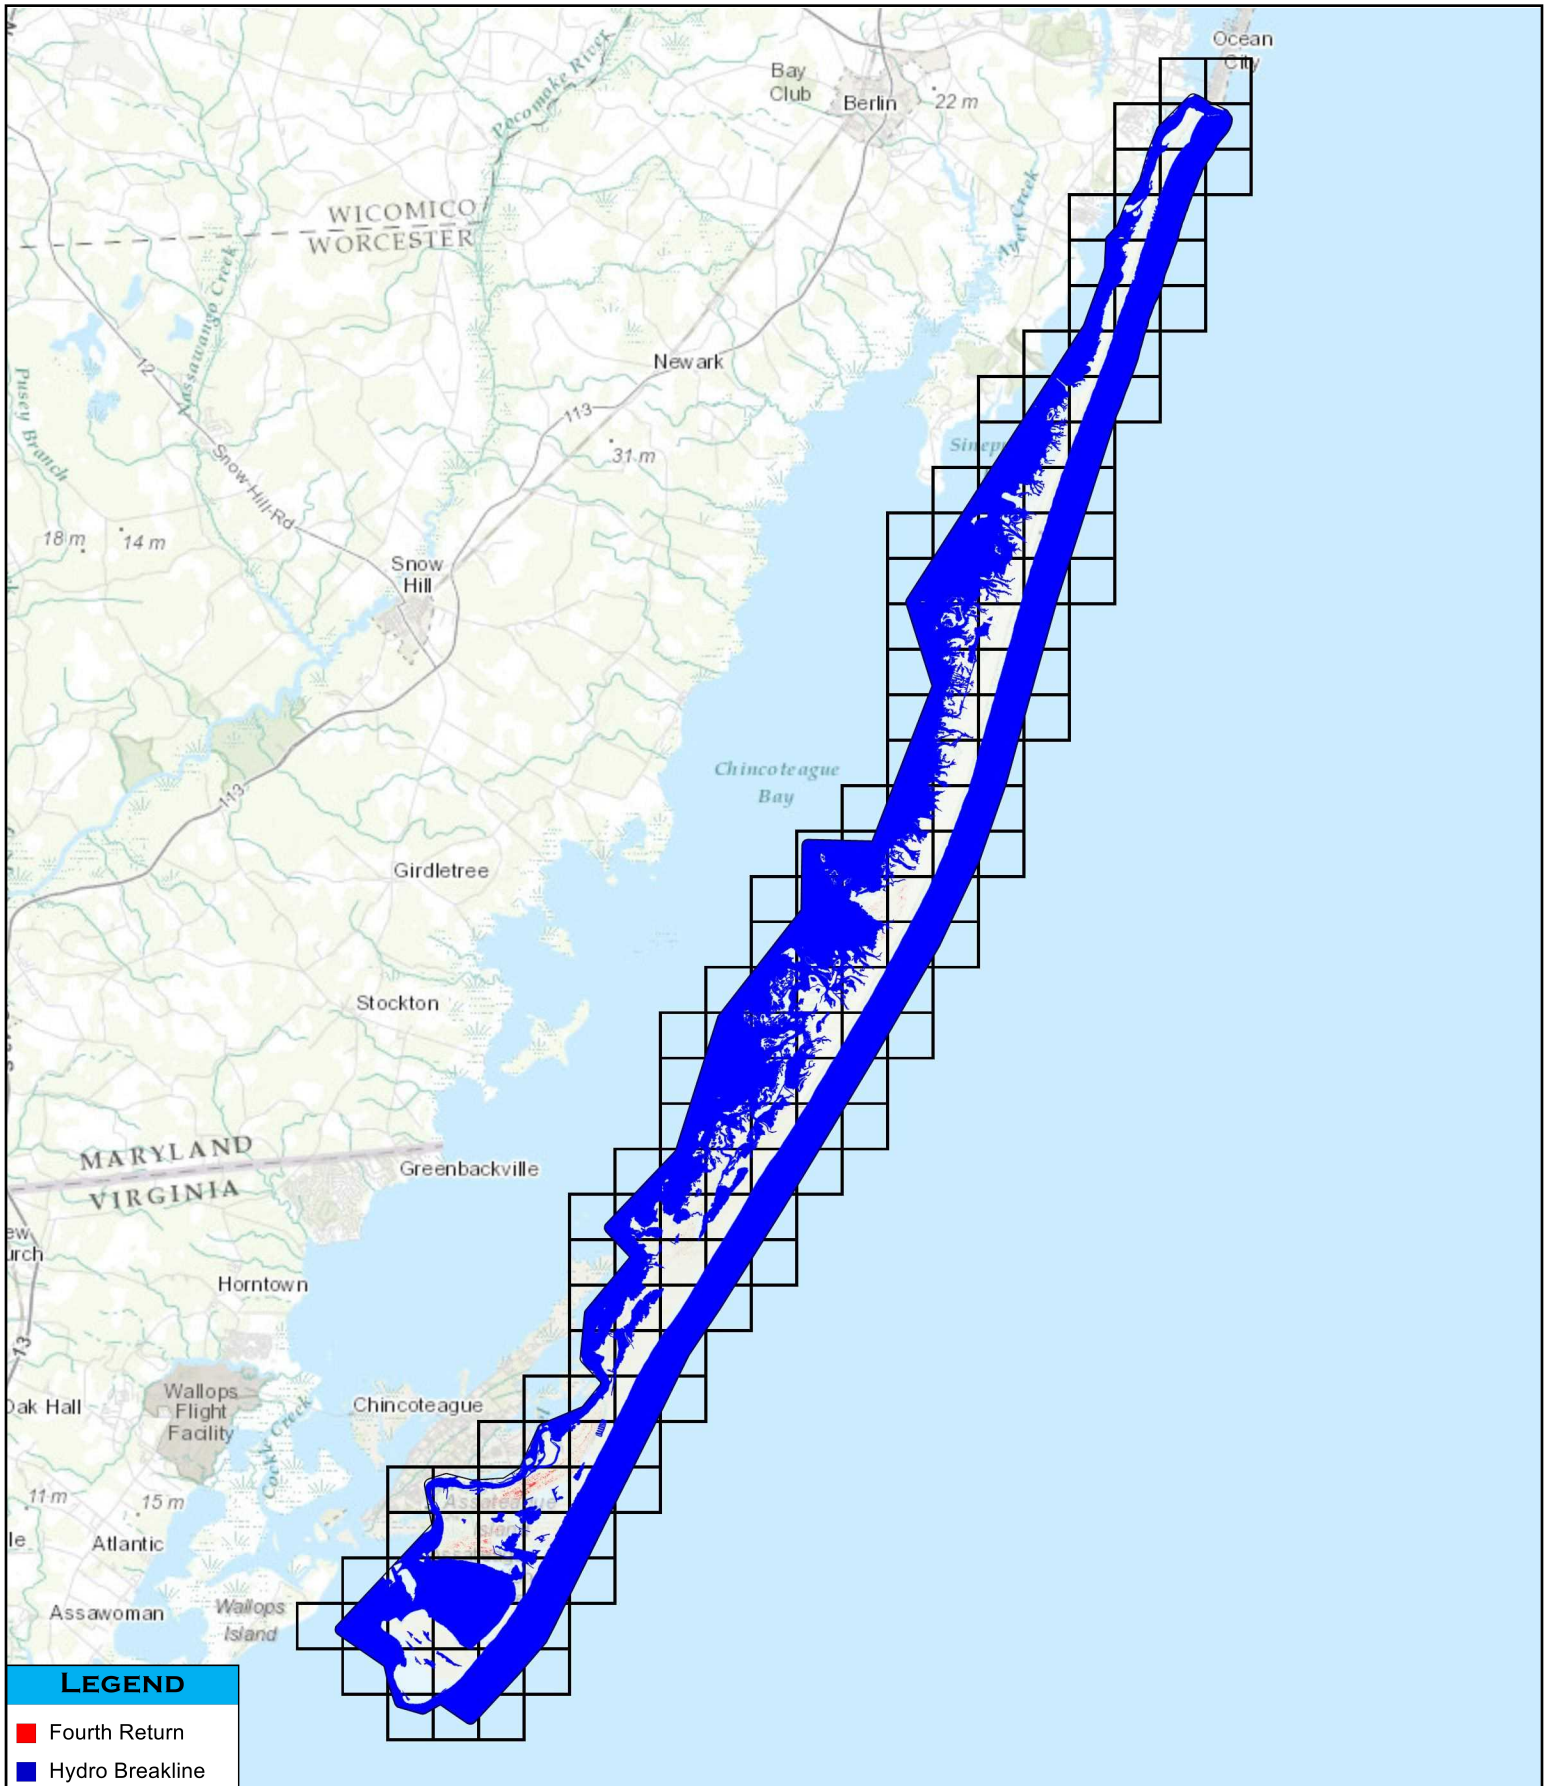 Ocean
City
Bay
Club
Berlin
22 m
Pocomoke River
WICOMICO
WORCESTER
Ayer Creek
Nassawango Creek
12
Newark
Pusey Branch
113
31 m
Snow Hill Rd
18 m
14 m
Snow
Hill
Chincoteague
Bay
113
Girdletree
Stockton
MARYLAND
VIRGINIA
Greenbackville
Horntown
13
Wallops
Flight
Facility
Oak Hall
Chincoteague
Cockle Creek
11 m
15 m
Assateague
Island
Atlantic
Assawoman
Wallops
Island
LEGEND
Fourth Return
Hydro Breakline